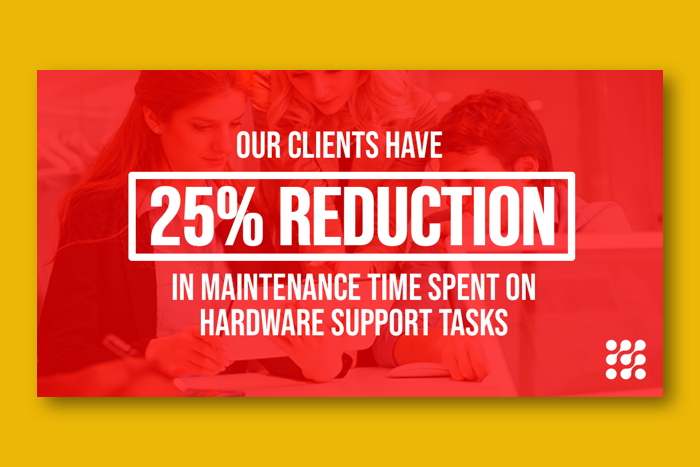 OUR CLIENTS HAVE
25% REDUCTION
IN MAINTENANCE TIME SPENT ON
HARDWARE SUPPORT TASKS